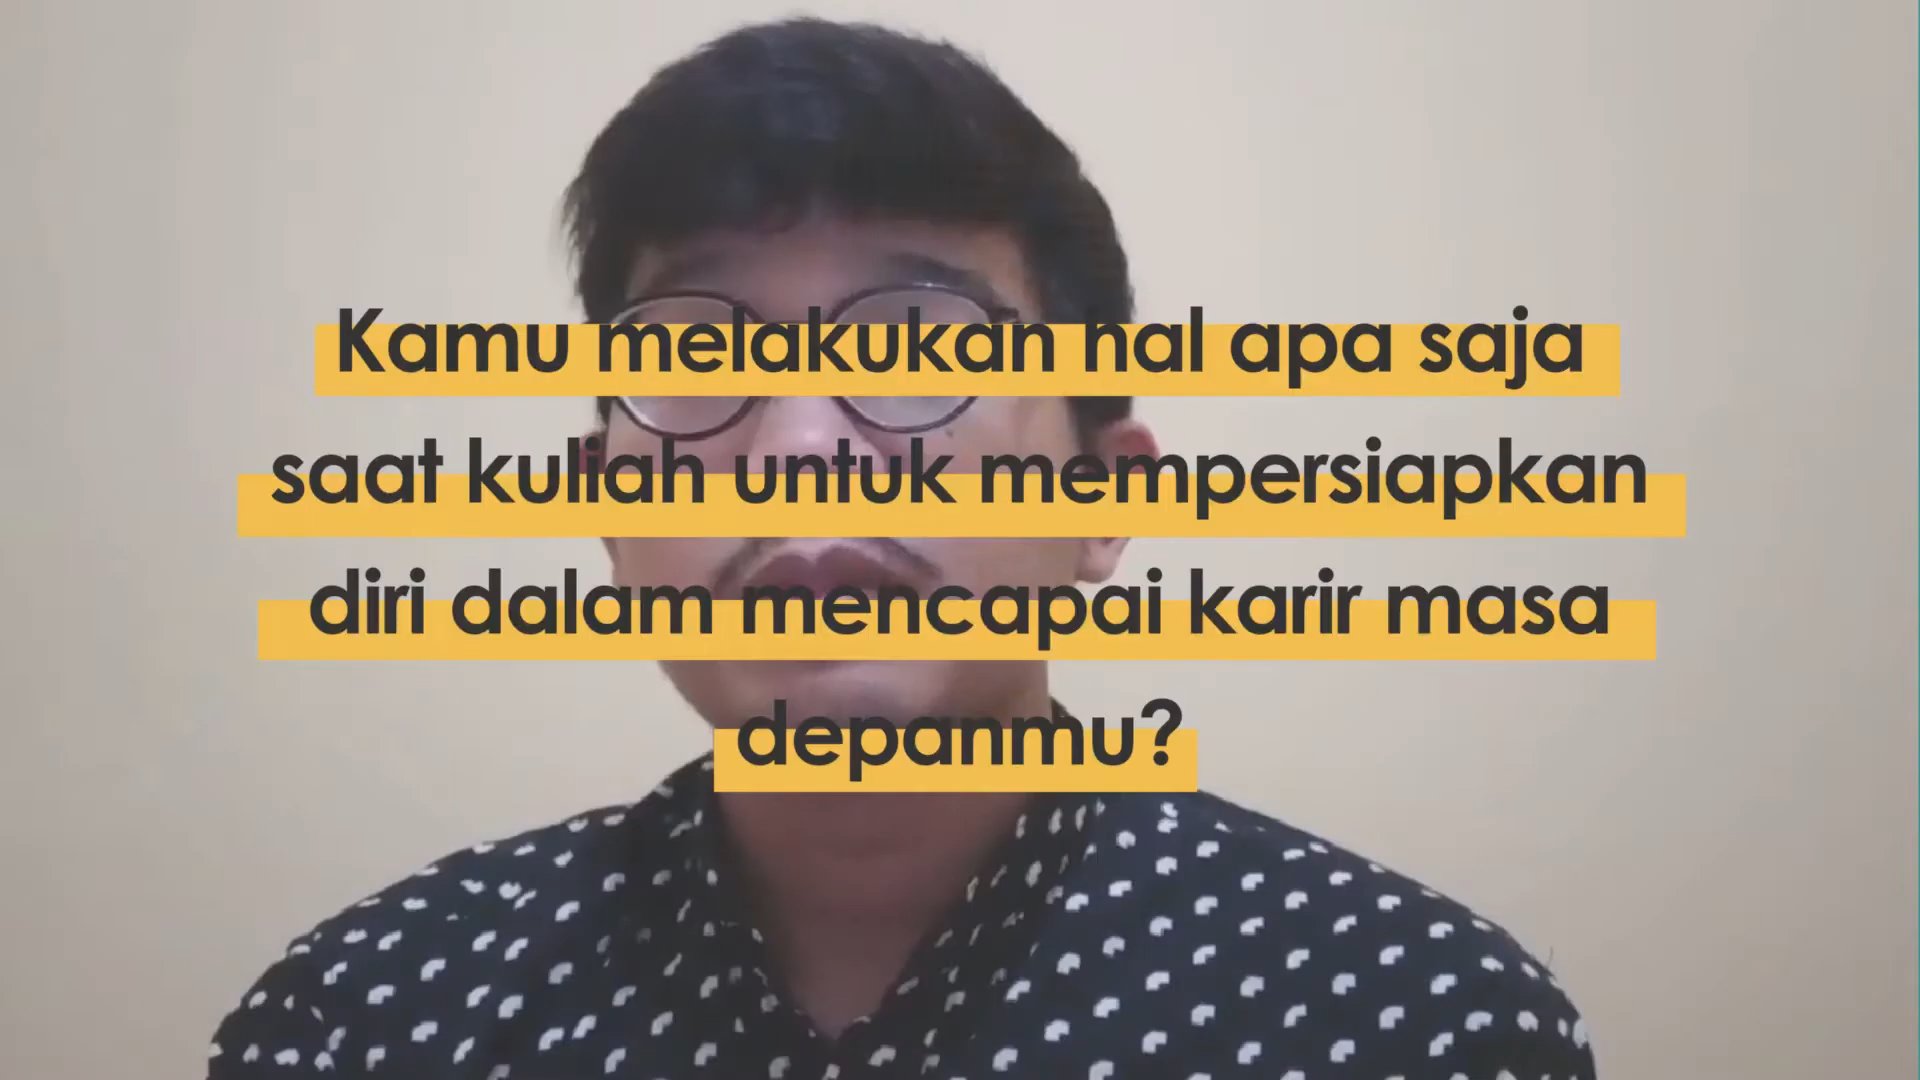 Kamu melakukan hal apa saja
saat kuliah untuk mempersiapkan
diri dalam mencapai karir masa
depanmu?